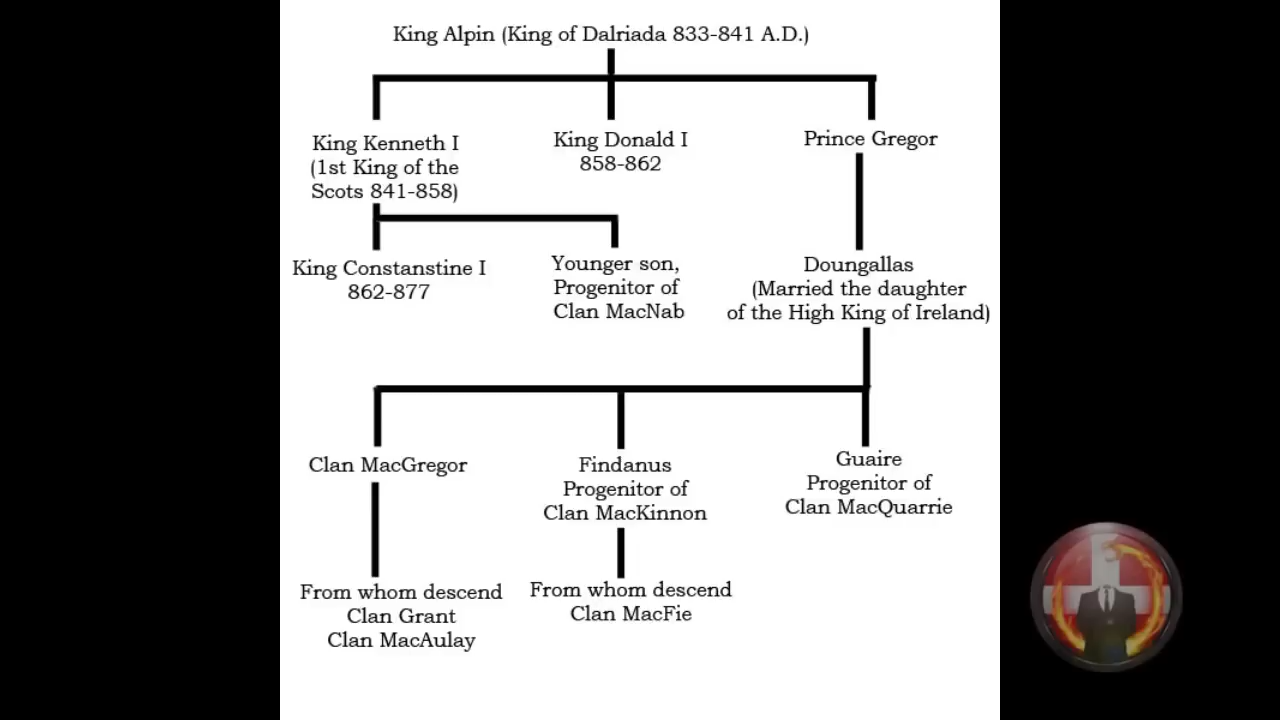 King Alpin (King of Dalriada 833-841 A.D.)
King Kenneth I
(1st King of the
Scots 841-858)
King Donald I
858-862
Prince Gregor
King Constanstine I
862-877
Younger son,
Progenitor of
Clan MacNab
Doungallas
(Married the daughter
of the High King of Ireland)
Clan MacGregor
Findanus
Progenitor of
Clan MacKinnon
Guaire
Progenitor of
Clan MacQuarrie
From whom descend
Clan Grant
Clan MacAulay
From whom descend
Clan MacFie